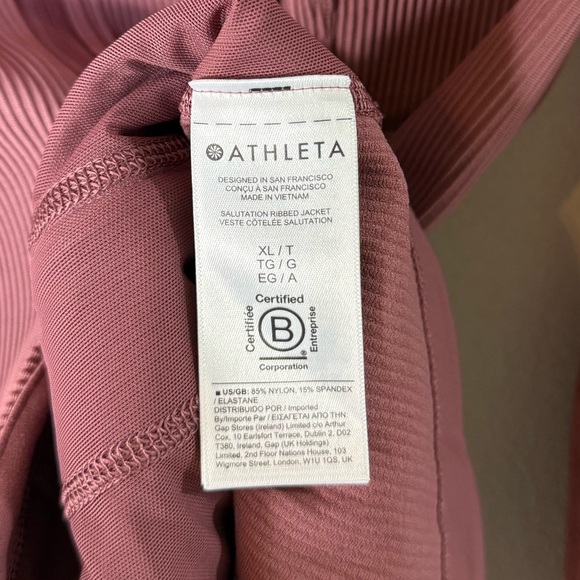 ATHLETA
DESIGNED IN SAN FRANCISCO
CONÇU A SAN FRANCISCO
MADE IN VIETNAM
SALUTATION RIBBED JACKET
VESTE CÔTELÉE SALUTATION
XL / T
TG / G
EG / A
Certified
Certifiée
B
®
Entreprise
Corporation
■ US/GB: 85% NYLON, 15% SPANDEX
/ ELASTANE
DISTRIBUIDO POR / Imported
By/Importe Par / ΕΙΣΑΓΕΤΑΙ ΑΠΟ ΤΗΝ:
Gap Stores (Ireland) Limited c/o Arthur
Cox, 10 Earlsfort Terrace, Dublin 2, D02
T380, Ireland, Gap (UK Holdings)
Limited, 2nd Floor Nations House, 103
Wigmore Street, London, W1U 1QS, UK